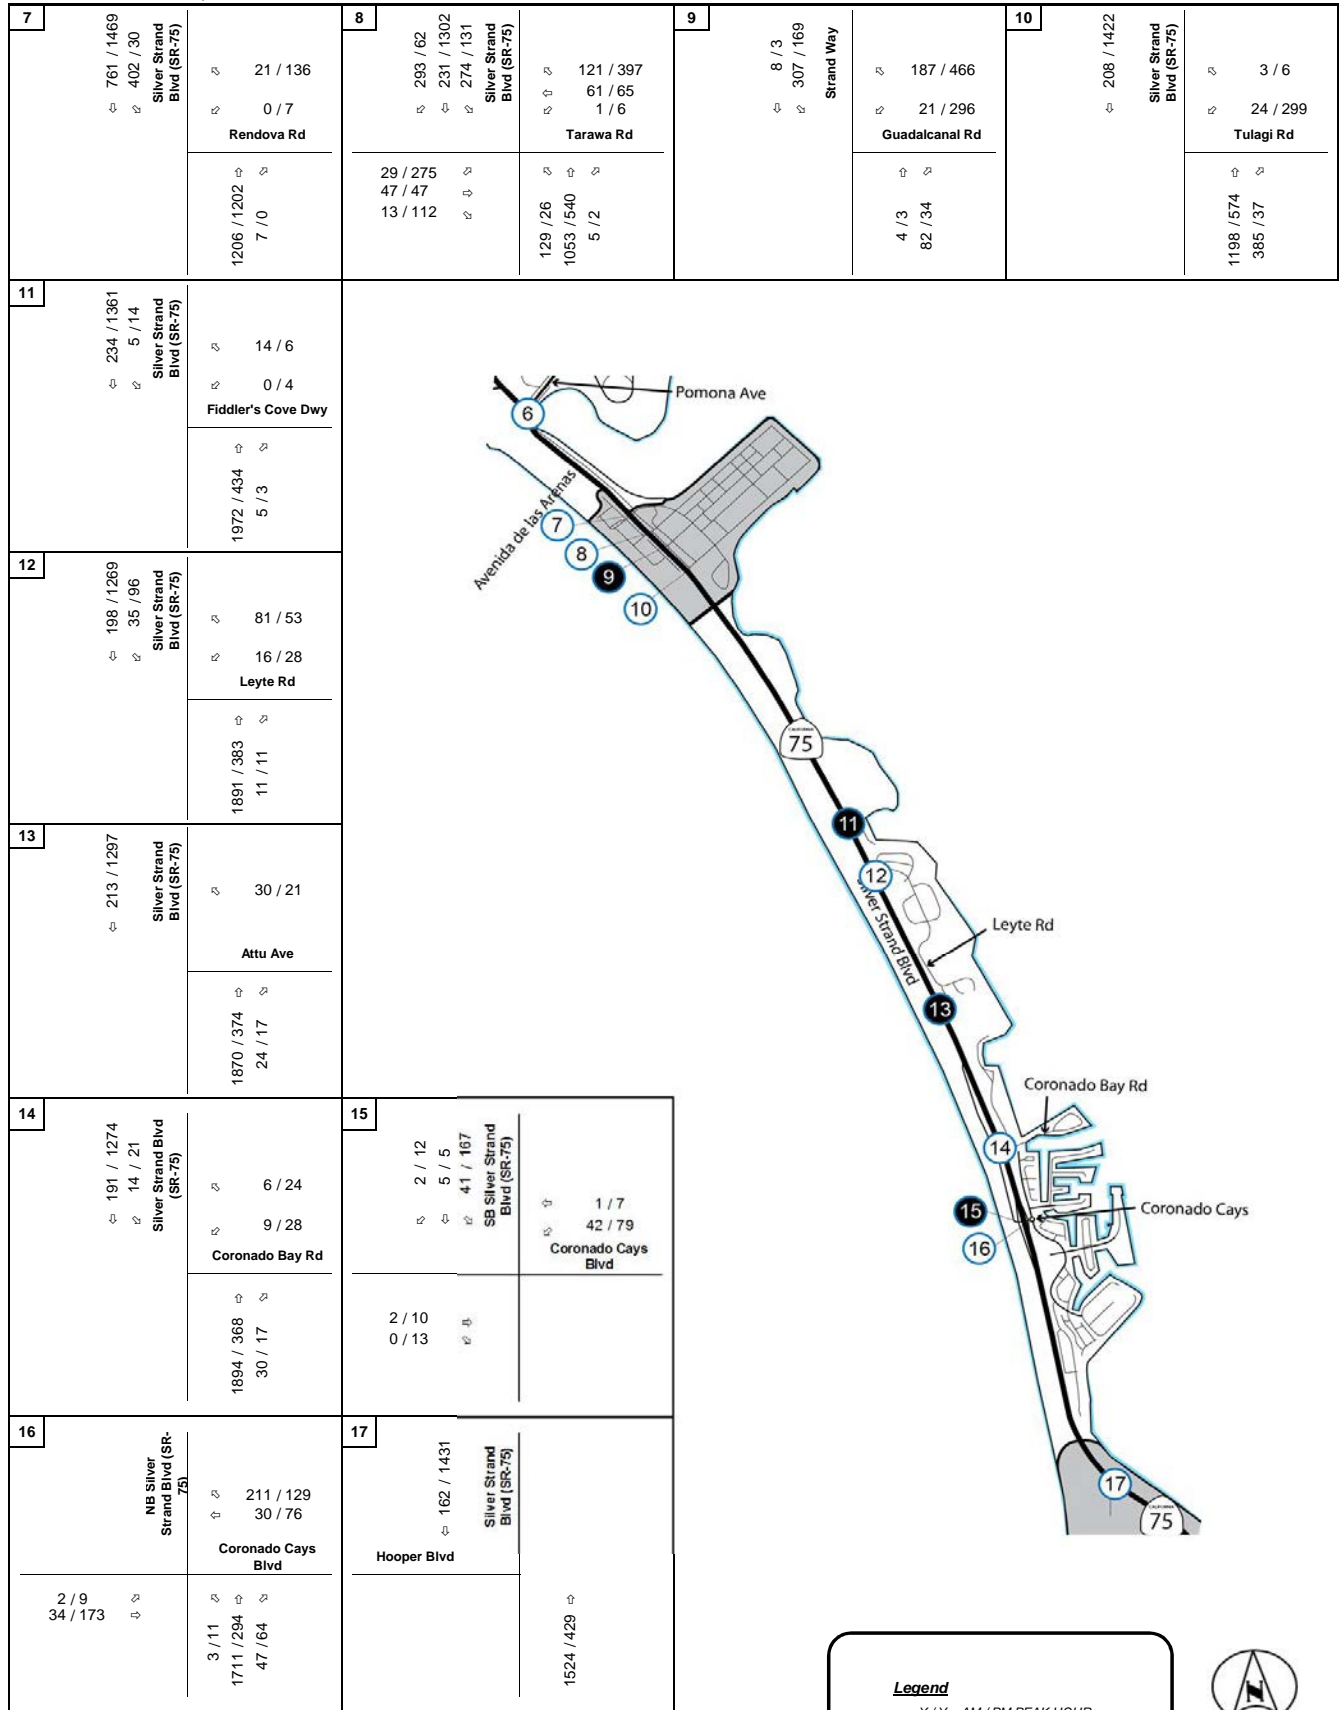 7
761 / 1469
402 / 30
Silver Strand
Blvd (SR-75)
21 / 136
0 / 7
Rendova Rd
1206 / 1202
7 / 0
8
293 / 62
231 / 1302
274 / 131
Silver Strand
Blvd (SR-75)
121 / 397
61 / 65
1 / 6
Tarawa Rd
29 / 275
47 / 47
13 / 112
129 / 26
1053 / 540
5 / 2
9
8 / 3
307 / 169
Strand Way
187 / 466
21 / 296
Guadalcanal Rd
4 / 3
82 / 34
10
208 / 1422
Silver Strand
Blvd (SR-75)
3 / 6
24 / 299
Tulagi Rd
1198 / 574
385 / 37
11
234 / 1361
5 / 14
Silver Strand
Blvd (SR-75)
14 / 6
0 / 4
Fiddler's Cove Dwy
1972 / 434
5 / 3
12
198 / 1269
35 / 96
Silver Strand
Blvd (SR-75)
81 / 53
16 / 28
Leyte Rd
1891 / 383
11 / 11
13
213 / 1297
Silver Strand
Blvd (SR-75)
30 / 21
Attu Ave
1870 / 374
24 / 17
14
191 / 1274
14 / 21
Silver Strand Blvd
(SR-75)
6 / 24
9 / 28
Coronado Bay Rd
1894 / 368
30 / 17
15
2 / 12
5 / 5
41 / 167
SB Silver Strand
Blvd (SR-75)
1 / 7
42 / 79
Coronado Cays
Blvd
2 / 10
0 / 13
16
NB Silver
Strand Blvd (SR-
75)
211 / 129
30 / 76
Coronado Cays
Blvd
2 / 9
34 / 173
3 / 11
1711 / 294
47 / 64
17
162 / 1431
Silver Strand
Blvd (SR-75)
Hooper Blvd
1524 / 429
Pomona Ave
6
Avenida de las Arenas
7
8
9
10
CALIFORNIA
75
11
12
Silver Strand Blvd
Leyte Rd
13
Coronado Bay Rd
14
15
Coronado Cays
16
17
CALIFORNIA
75
Legend
X / Y = AM / PM PEAK HOUR
N